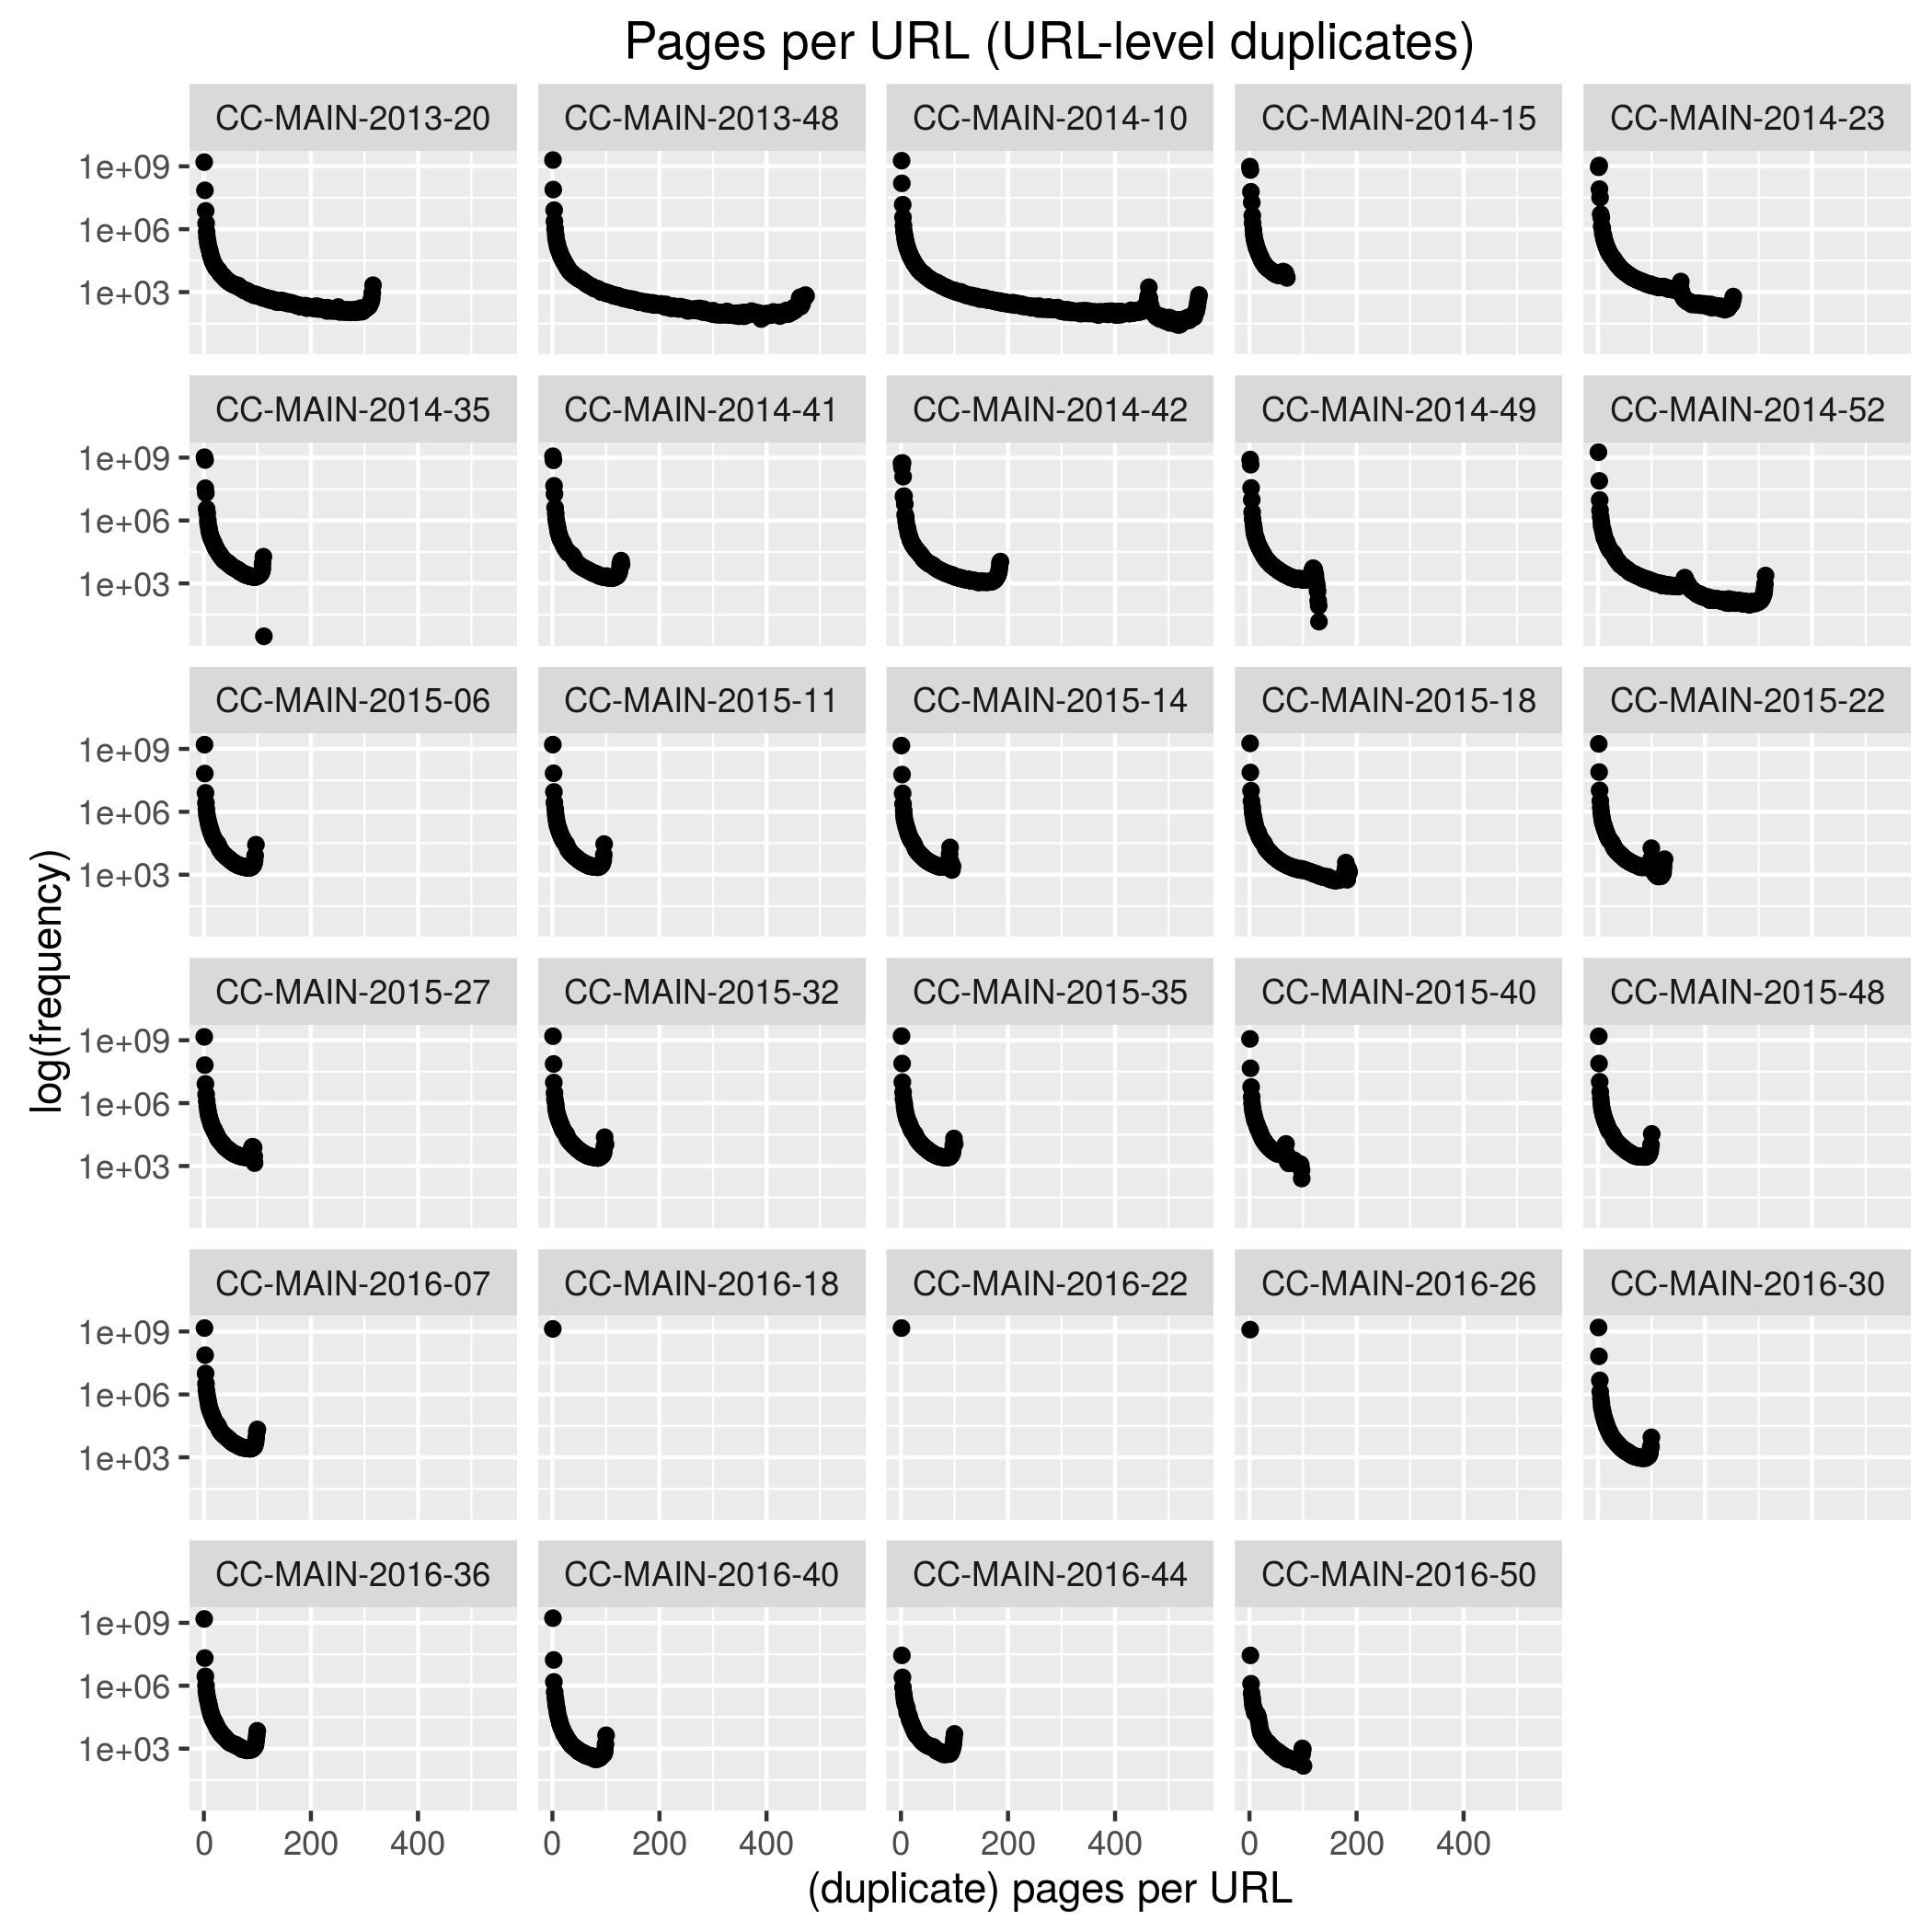 Pages per URL (URL-level duplicates)
CC-MAIN-2013-20 CC-MAIN-2013-48 CC-MAIN-2014-10 CC-MAIN-2014-15 CC-MAIN-2014-23
1e+09
1e+06
1e+03
CC-MAIN-2014-35 CC-MAIN-2014-41 CC-MAIN-2014-42 CC-MAIN-2014-49 CC-MAIN-2014-52
1e+09
1e+06
1e+03
CC-MAIN-2015-06 CC-MAIN-2015-11 CC-MAIN-2015-14 CC-MAIN-2015-18 CC-MAIN-2015-22
1e+09
1e+06
1e+03
CC-MAIN-2015-27 CC-MAIN-2015-32 CC-MAIN-2015-35 CC-MAIN-2015-40 CC-MAIN-2015-48
1e+09
1e+06
1e+03
CC-MAIN-2016-07 CC-MAIN-2016-18 CC-MAIN-2016-22 CC-MAIN-2016-26 CC-MAIN-2016-30
1e+09
1e+06
1e+03
CC-MAIN-2016-36 CC-MAIN-2016-40 CC-MAIN-2016-44 CC-MAIN-2016-50
1e+09
1e+06
1e+03
log(frequency)
0 200 400 0 200 400 0 200 400 0 200 400
(duplicate) pages per URL